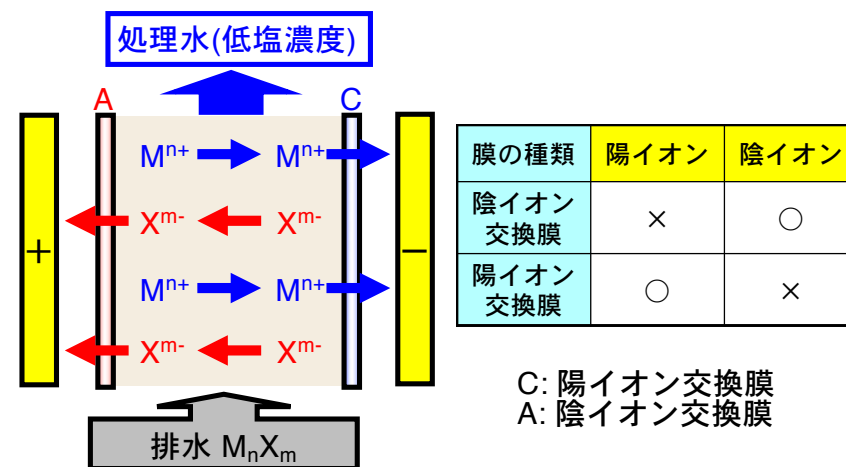 処理水(低塩濃度)
A
C
Mⁿ⁺ Mⁿ⁺
Xᵐ⁻ Xᵐ⁻
Mⁿ⁺ Mⁿ⁺
Xᵐ⁻ Xᵐ⁻
+
−
排水 MₙXₘ
膜の種類 陽イオン 陰イオン
陰イオン
交換膜
× ○
陽イオン
交換膜
○ ×
C: 陽イオン交換膜
A: 陰イオン交換膜